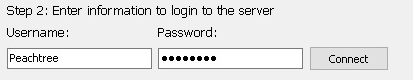 Step 2: Enter information to login to the server
Username: Password:
Peachtree ●●●●●●●● Connect